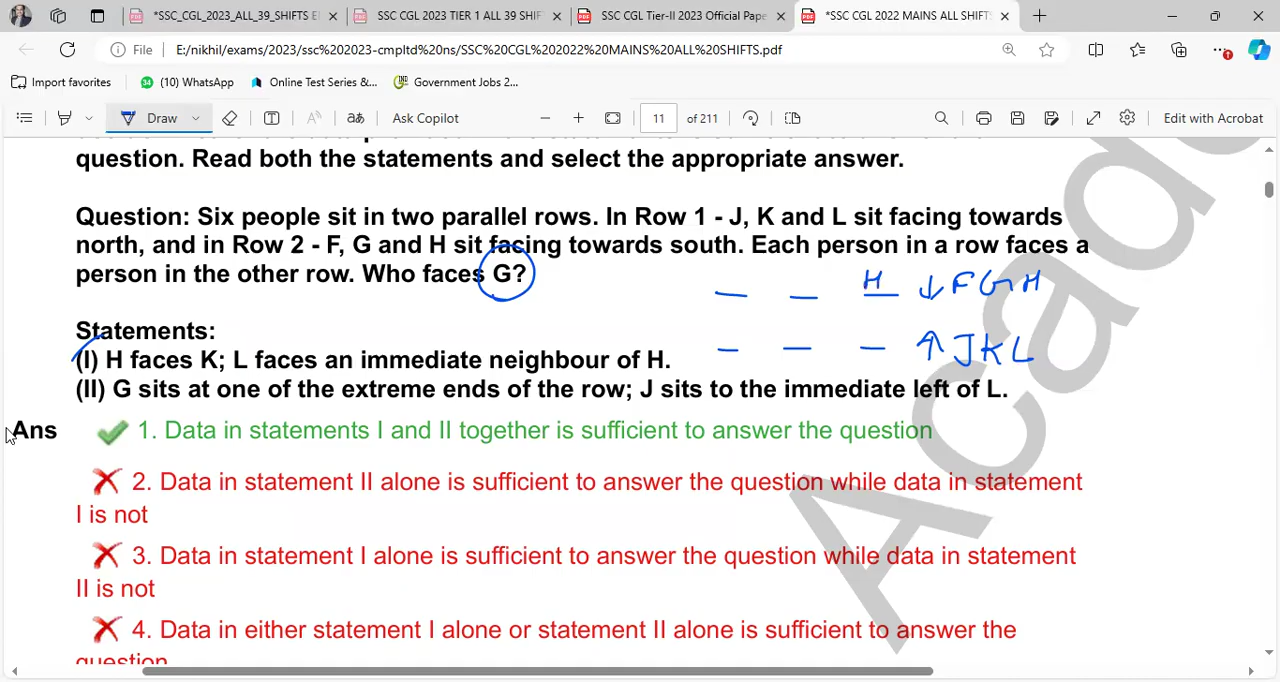 *SSC_CGL_2023_ALL_39_SHIFTS EI
SSC CGL 2023 TIER 1 ALL 39 SHIF
SSC CGL Tier-II 2023 Official Pape
*SSC CGL 2022 MAINS ALL SHIFTS
File
E:/nikhil/exams/2023/ssc%202023-cmpltd%20ns/SSC%20CGL%202022%20MAINS%20ALL%20SHIFTS.pdf
Import favorites
34
(10) WhatsApp
Online Test Series &...
Government Jobs 2...
Draw
Ask Copilot
11
of 211
Edit with Acrobat
question. Read both the statements and select the appropriate answer.
Question: Six people sit in two parallel rows. In Row 1 - J, K and L sit facing towards
north, and in Row 2 - F, G and H sit facing towards south. Each person in a row faces a
person in the other row. Who faces G?
H ↓ F G H
Statements:
(I) H faces K; L faces an immediate neighbour of H.
↑ J K L
(II) G sits at one of the extreme ends of the row; J sits to the immediate left of L.
Ans
1. Data in statements I and II together is sufficient to answer the question
2. Data in statement II alone is sufficient to answer the question while data in statement
I is not
3. Data in statement I alone is sufficient to answer the question while data in statement
II is not
4. Data in either statement I alone or statement II alone is sufficient to answer the
question
Acad